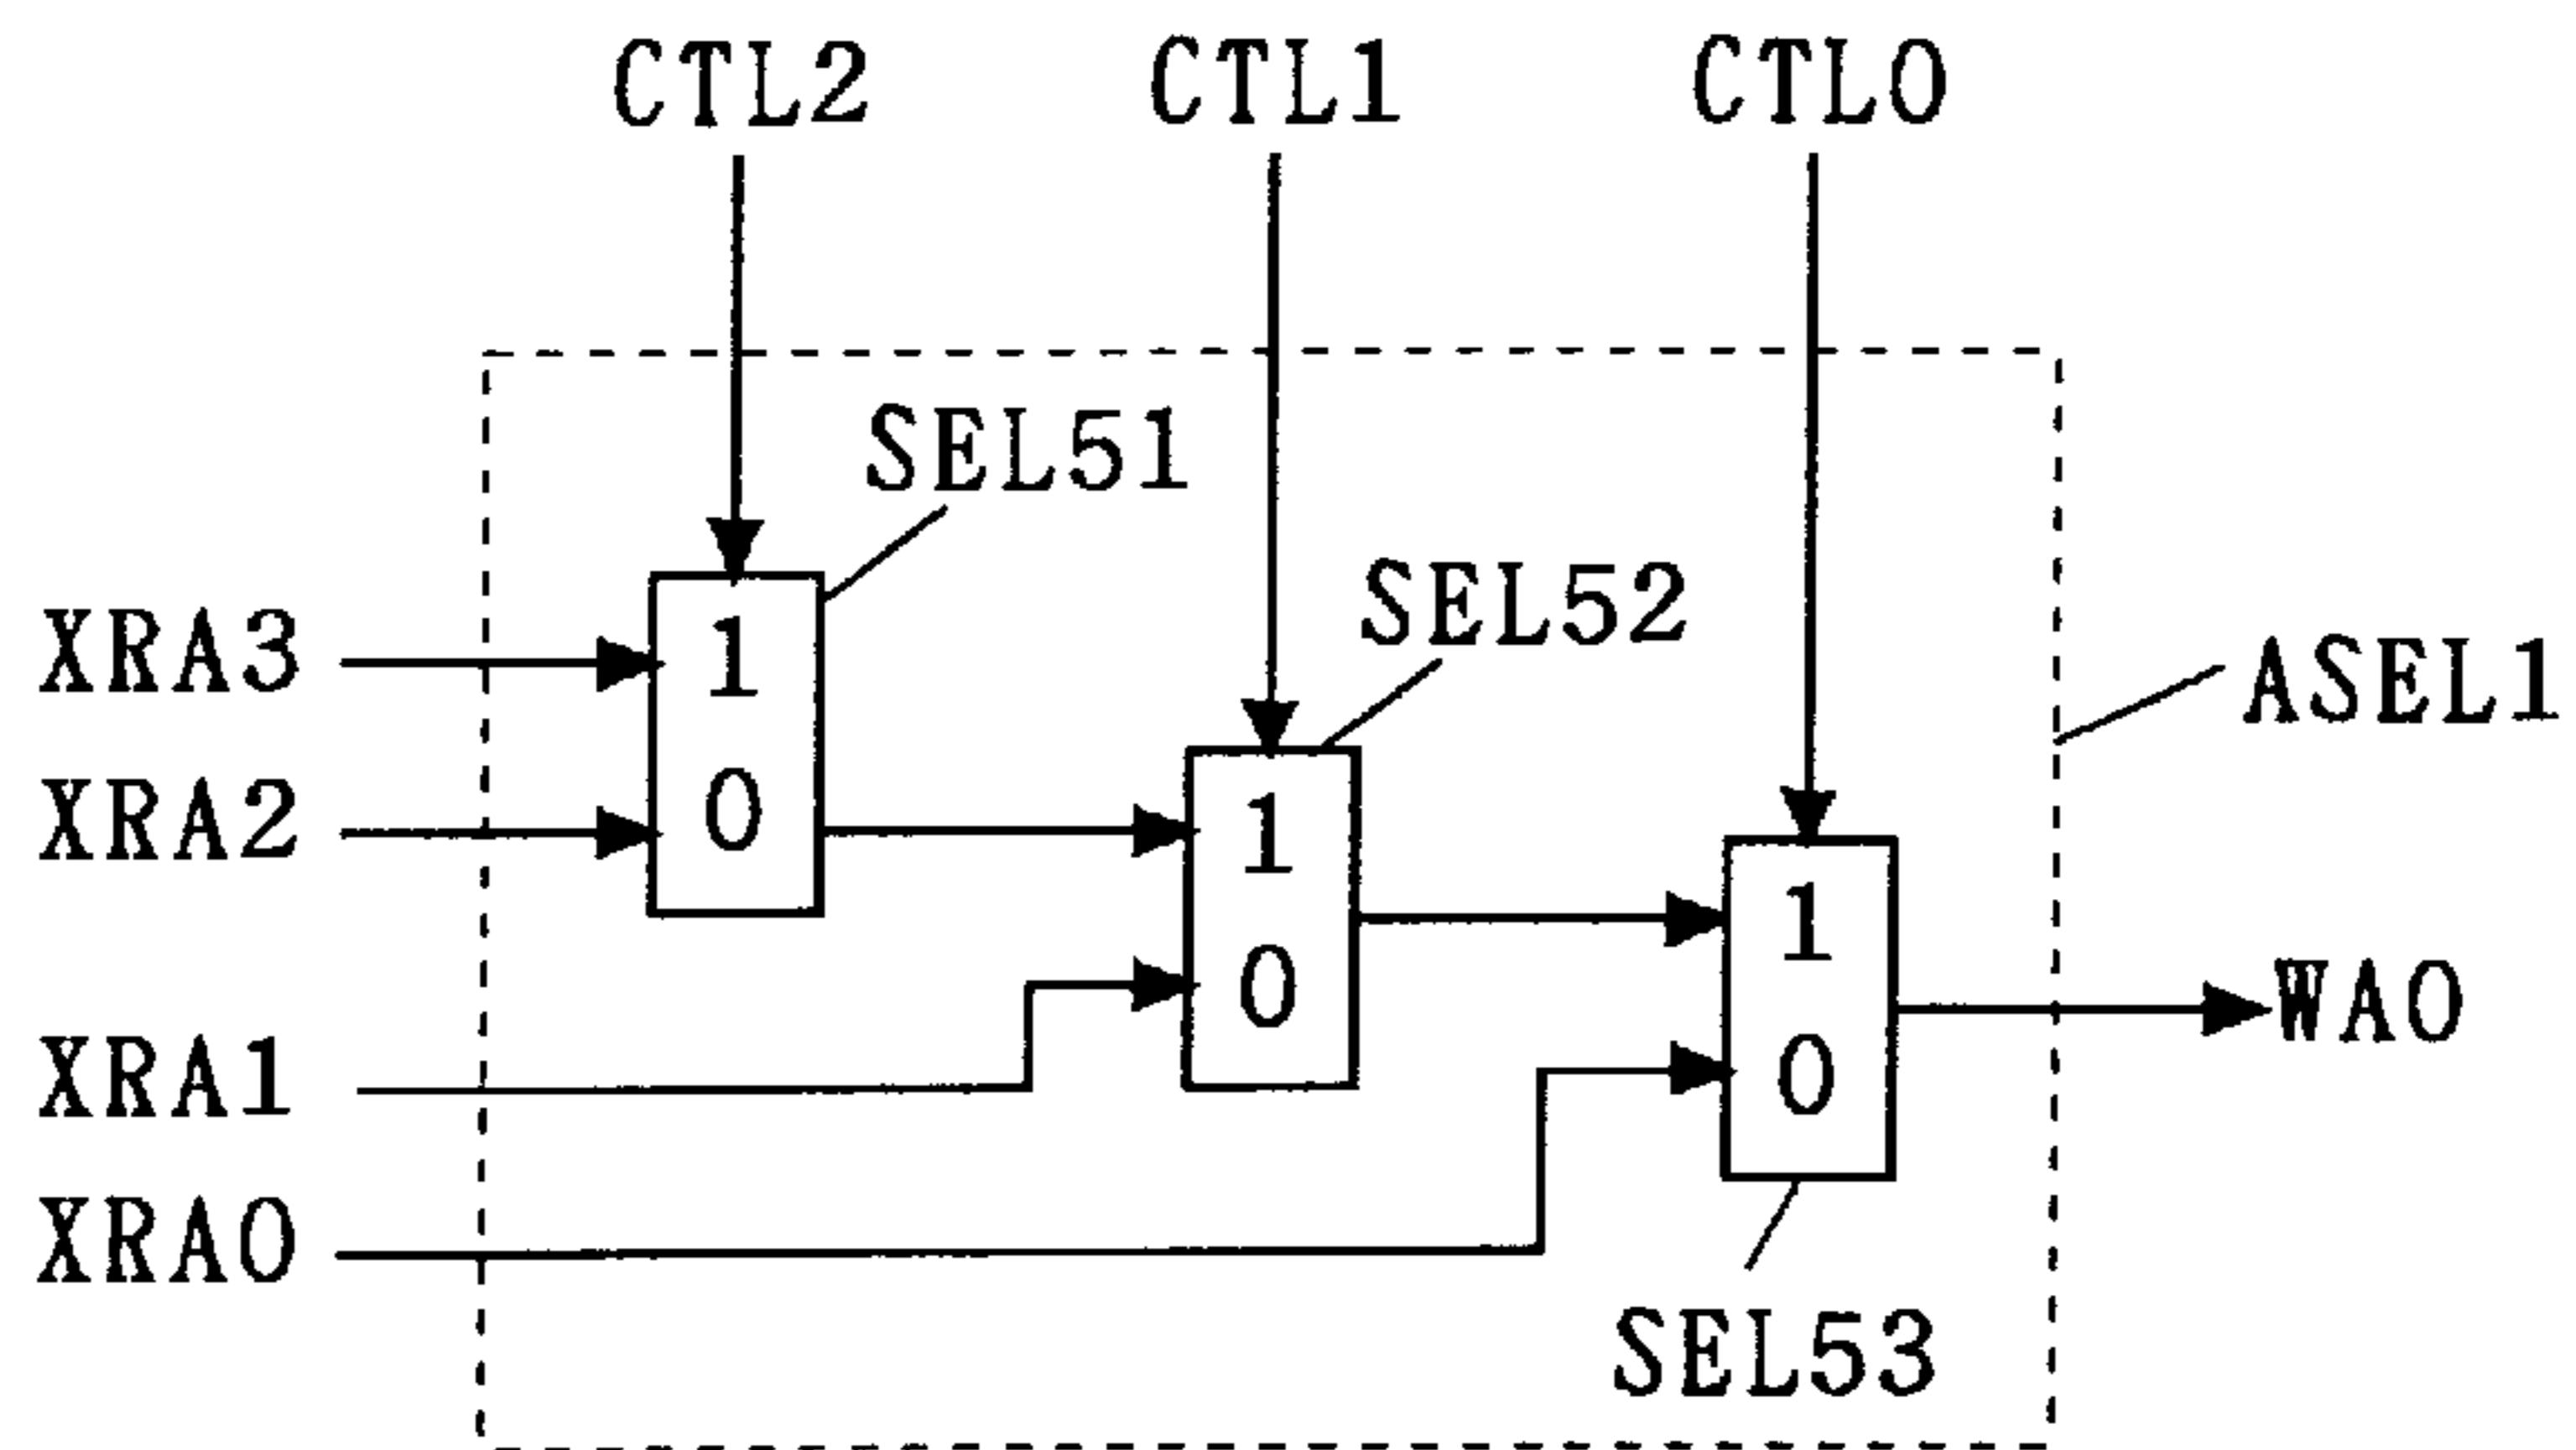 CTL2 CTL1 CTL0
SEL51
SEL52
XRA3 1 ASEL1
XRA2 0 1
1
XRA1 0 WA0
0
XRA0
SEL53